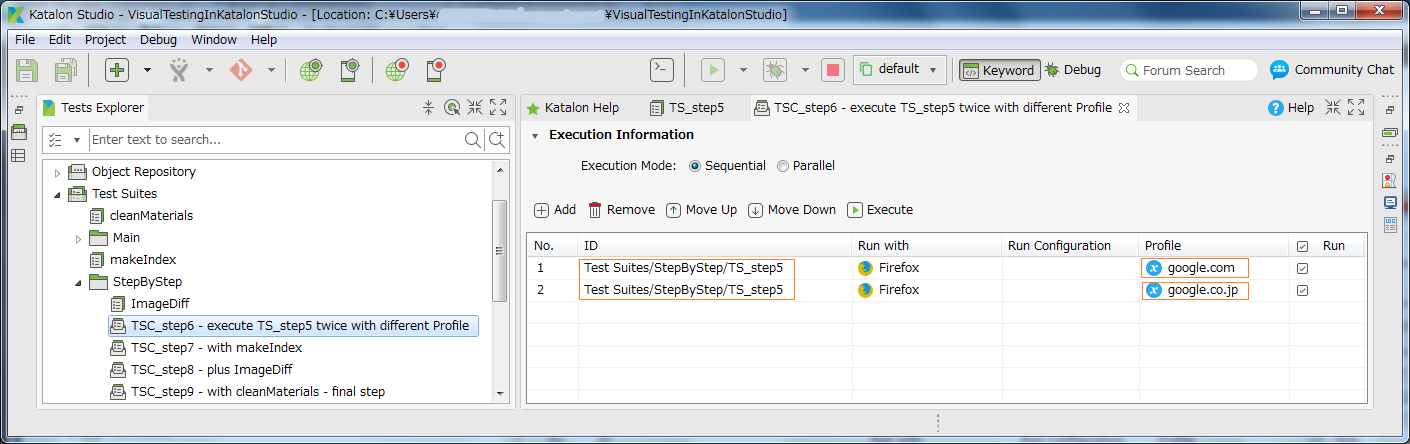 Katalon Studio - VisualTestingInKatalonStudio - [Location: C:¥Users¥ ¥VisualTestingInKatalonStudio]
File Edit Project Debug Window Help
default Keyword Debug Forum Search Community Chat
Tests Explorer
Katalon Help TS_step5 TSC_step6 - execute TS_step5 twice with different Profile Help
Enter text to search...
Execution Information
Execution Mode: Sequential Parallel
Object Repository
Test Suites
cleanMaterials
Main
makeIndex
StepByStep
ImageDiff
TSC_step6 - execute TS_step5 twice with different Profile
TSC_step7 - with makeIndex
TSC_step8 - plus ImageDiff
TSC_step9 - with cleanMaterials - final step
Add Remove Move Up Move Down Execute
No. ID Run with Run Configuration Profile Run
1 Test Suites/StepByStep/TS_step5 Firefox google.com
2 Test Suites/StepByStep/TS_step5 Firefox google.co.jp